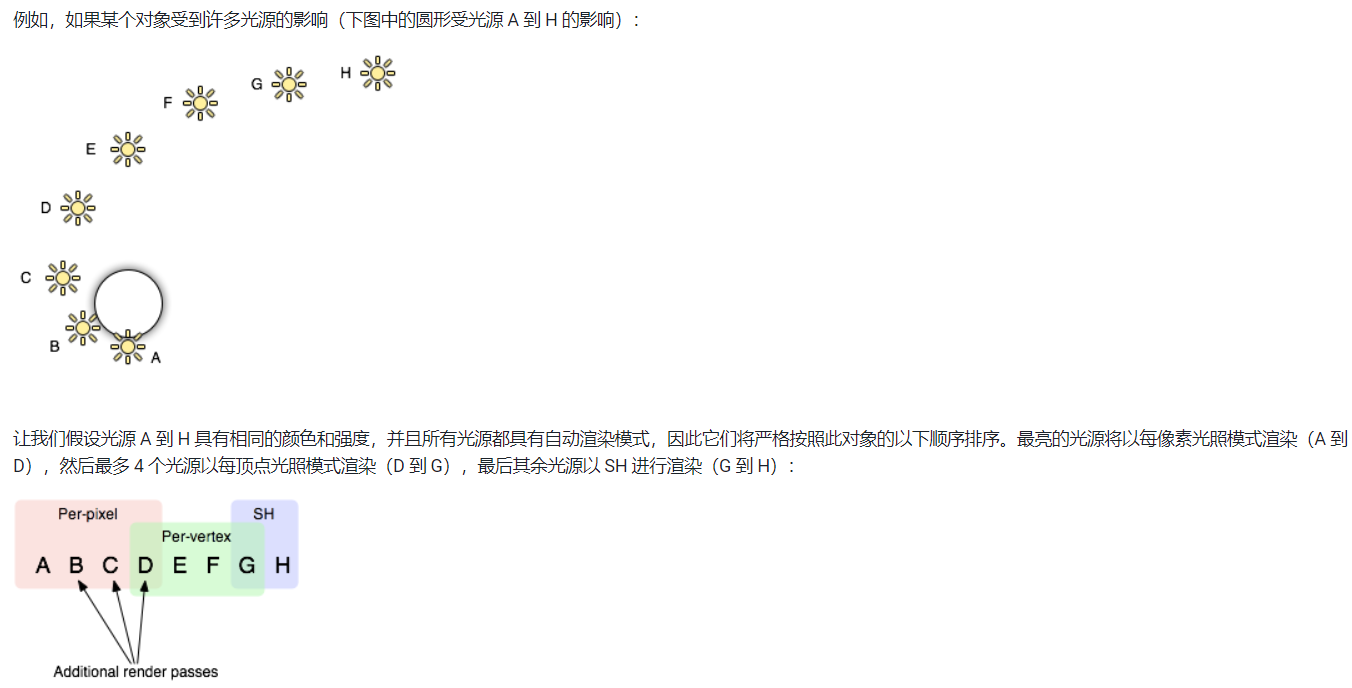 例如，如果某个对象受到许多光源的影响（下图中的圆形受光源 A 到 H 的影响）：
H
G
F
E
D
C
B
A
让我们假设光源 A 到 H 具有相同的颜色和强度，并且所有光源都具有自动渲染模式，因此它们将严格按照此对象的以下顺序排序。最亮的光源将以每像素光照模式渲染（A 到
D），然后最多 4 个光源以每顶点光照模式渲染（D 到 G），最后其余光源以 SH 进行渲染（G 到 H）：
Per-pixel SH
Per-vertex
A B C D E F G H
Additional render passes